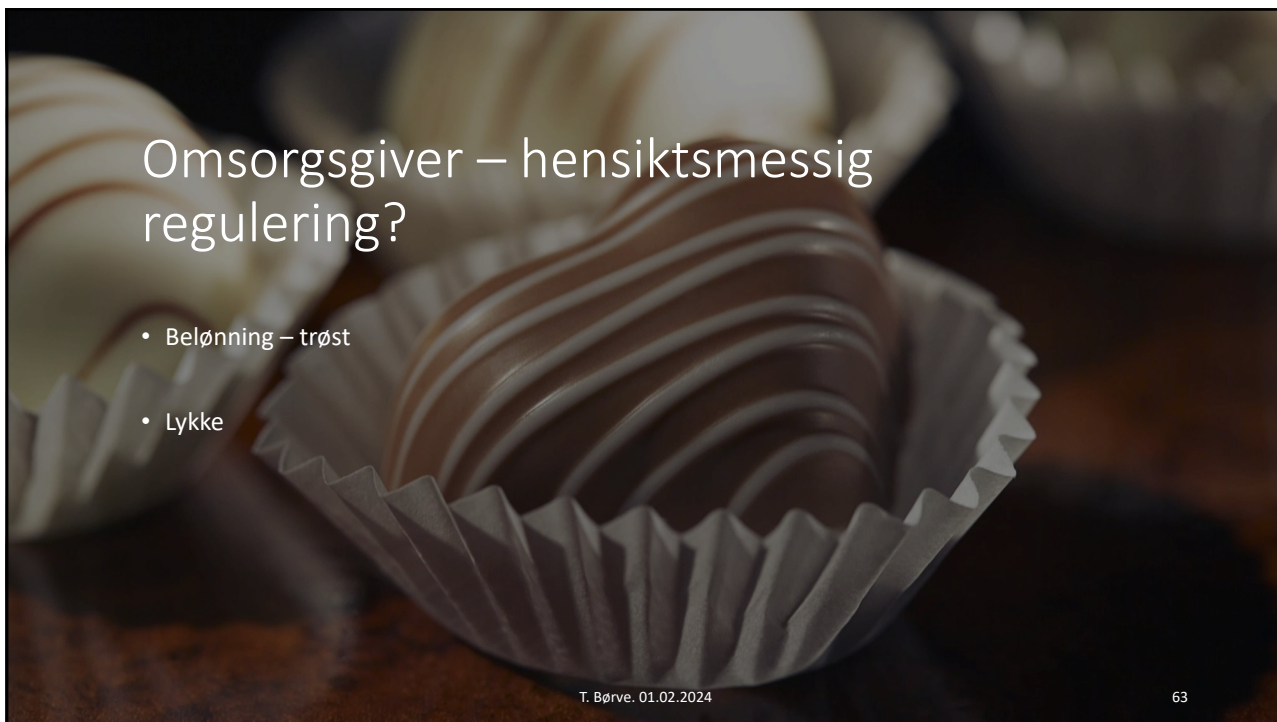 Omsorgsgiver – hensiktsmessig
regulering?
• Belønning – trøst
• Lykke
T. Børve. 01.02.2024
63